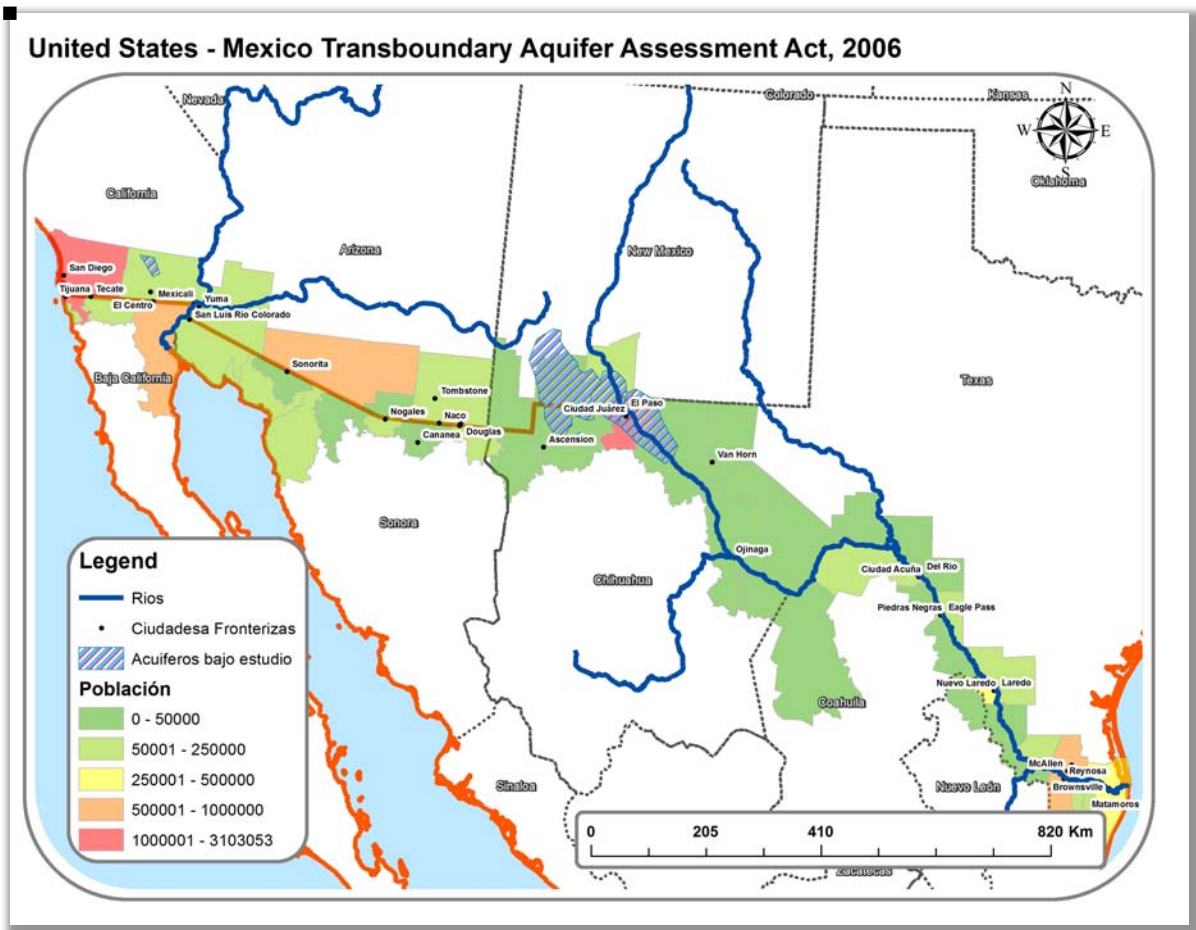 United States - Mexico Transboundary Aquifer Assessment Act, 2006
Nevada
Colorado
Kansas
N
W
E
S
Oklahoma
California
Arizona
New Mexico
Texas
San Diego
Tijuana
Tecate
Mexicali
El Centro
Yuma
San Luis Rio Colorado
Baja California
Sonorita
Tombstone
Nogales
Naco
Douglas
Cananea
Ciudad Juárez
El Paso
Ascension
Van Horn
Sonora
Chihuahua
Ojinaga
Ciudad Acuña
Del Rio
Piedras Negras
Eagle Pass
Nuevo Laredo
Laredo
Coahuila
McAllen
Reynosa
Brownsville
Matamoros
Nuevo León
Sinaloa
Zacatecas
Legend
Rios
Ciudadesa Fronterizas
Acuiferos bajo estudio
Población
0 - 50000
50001 - 250000
250001 - 500000
500001 - 1000000
1000001 - 3103053
0 205 410 820 Km